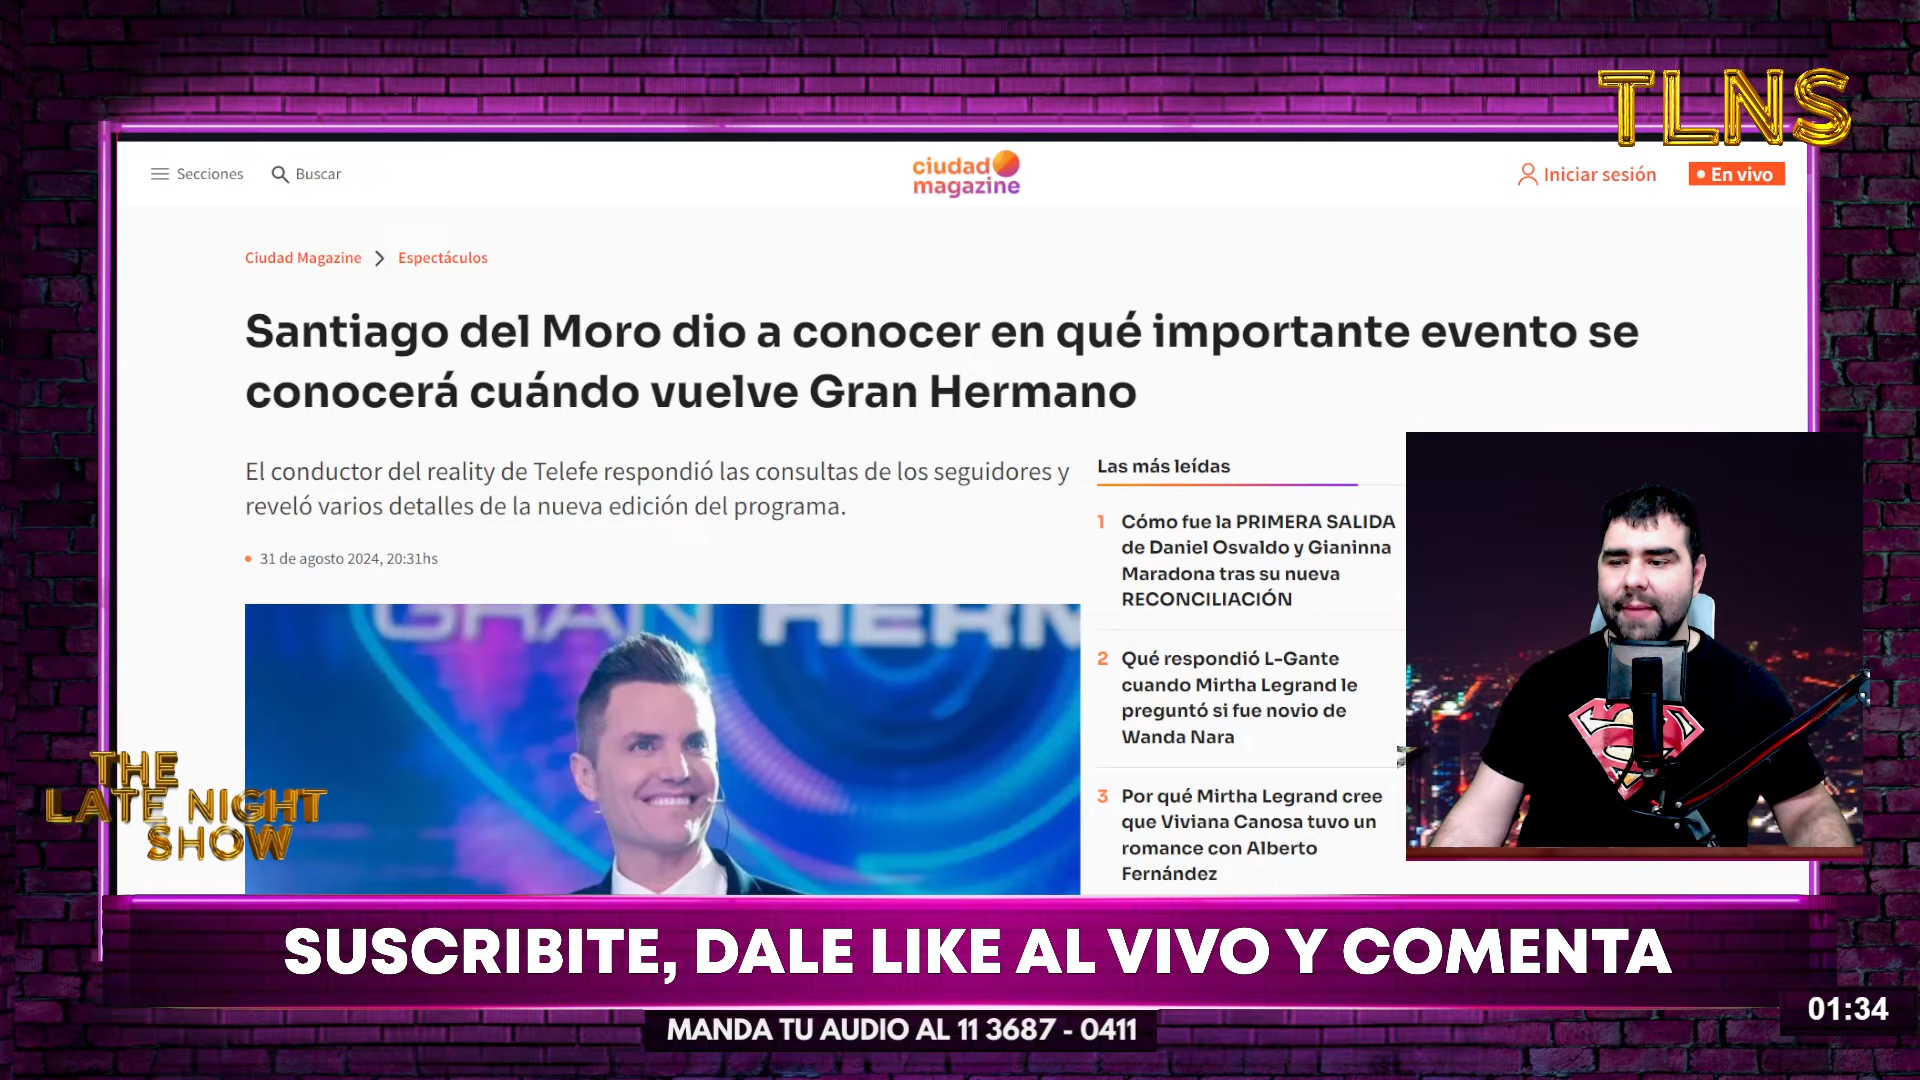 TLNS
Secciones
Buscar
ciudad
magazine
Iniciar sesión
En vivo
Ciudad Magazine
Espectáculos
Santiago del Moro dio a conocer en qué importante evento se
conocerá cuándo vuelve Gran Hermano
El conductor del reality de Telefe respondió las consultas de los seguidores y
reveló varios detalles de la nueva edición del programa.
31 de agosto 2024, 20:31hs
GRAN HERM
Las más leídas
1 Cómo fue la PRIMERA SALIDA
de Daniel Osvaldo y Gianinna
Maradona tras su nueva
RECONCILIACIÓN
2 Qué respondió L-Gante
cuando Mirtha Legrand le
preguntó si fue novio de
Wanda Nara
3 Por qué Mirtha Legrand cree
que Viviana Canosa tuvo un
romance con Alberto
Fernández
THE
LATE NIGHT
SHOW
SUSCRIBITE, DALE LIKE AL VIVO Y COMENTA
01:34
MANDA TU AUDIO AL 11 3687 - 0411